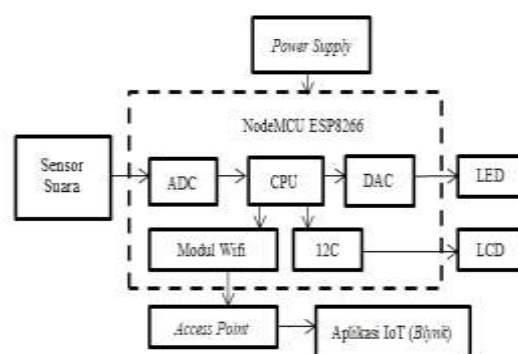 Power Supply
NodeMCU ESP8266
Sensor
Suara
ADC
CPU
DAC
LED
Modul Wifi
12C
LCD
Access Point
Aplikasi IoT (Blynk)